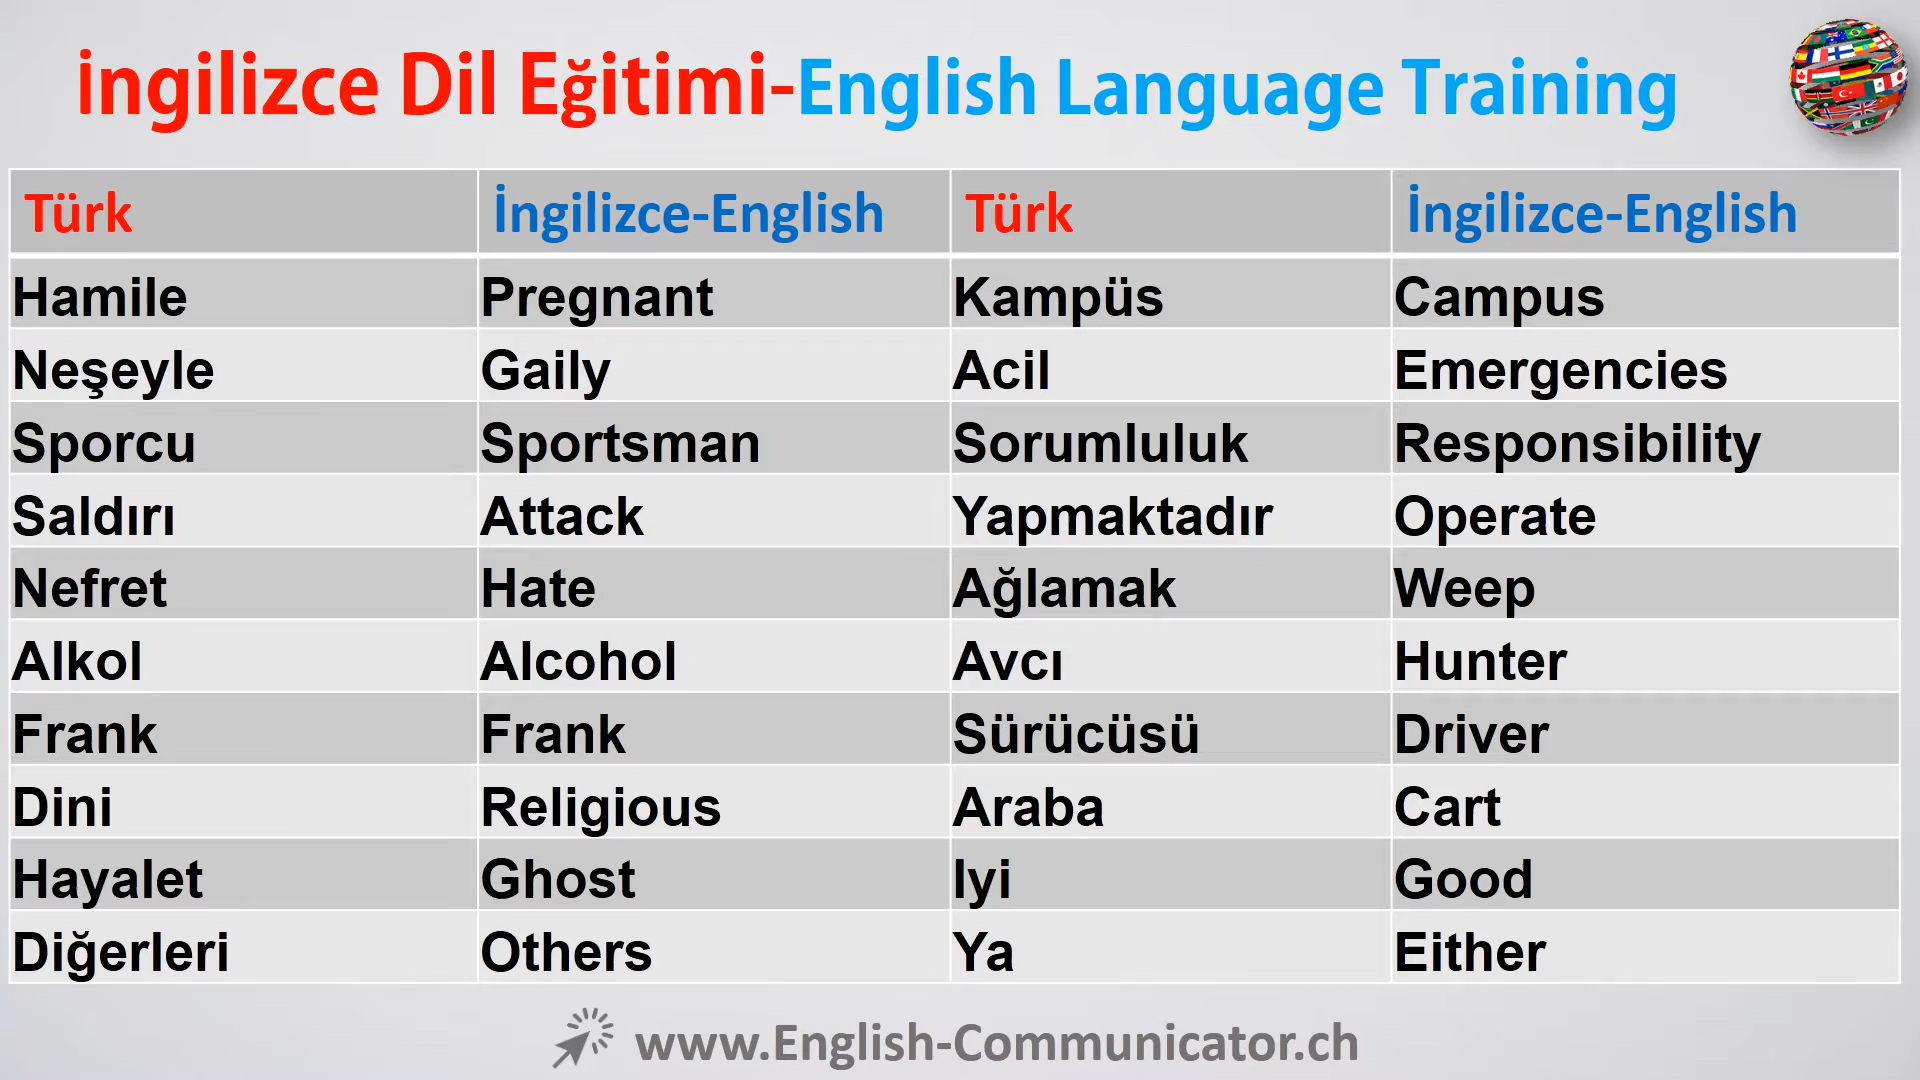 İngilizce Dil Eğitimi-English Language Training
Türk İngilizce-English Türk İngilizce-English
Hamile Pregnant Kampüs Campus
Neşeyle Gaily Acil Emergencies
Sporcu Sportsman Sorumluluk Responsibility
Saldırı Attack Yapmaktadır Operate
Nefret Hate Ağlamak Weep
Alkol Alcohol Avcı Hunter
Frank Frank Sürücüsü Driver
Dini Religious Araba Cart
Hayalet Ghost Iyi Good
Diğerleri Others Ya Either
www.English-Communicator.ch